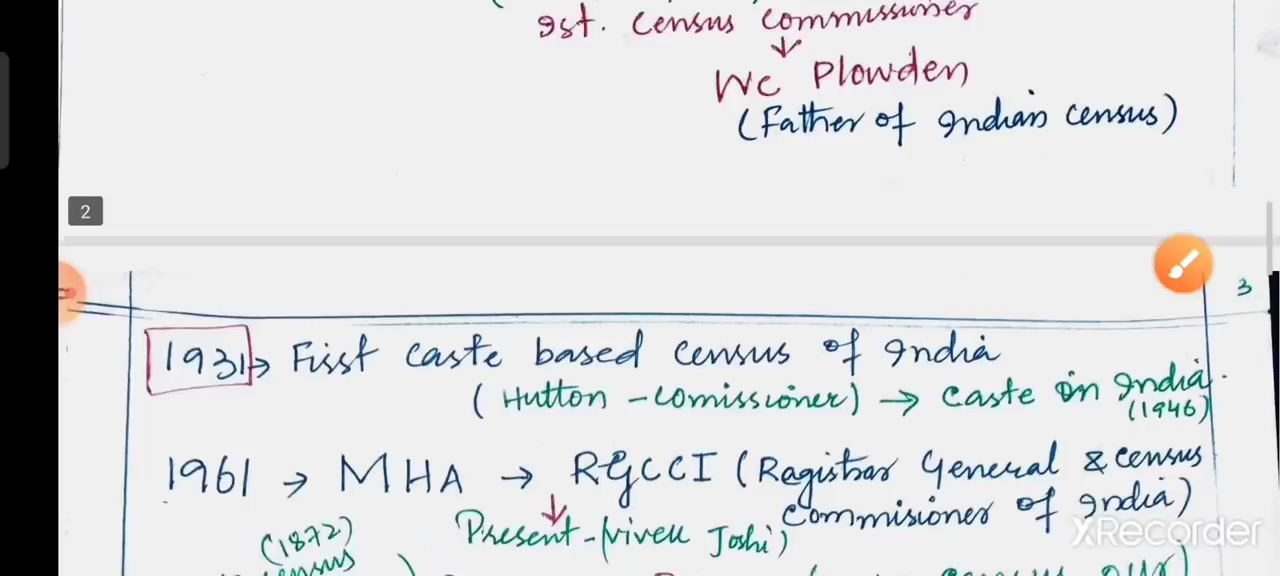 Ist. Census Commissioner
↓
WC Plowden
(Father of Indian Census)
2
3
1931 → First caste based census of India
(Hutton - Comissioner) → Caste in India.
(1946)
1961 → MHA → RGCCI (Ragistrar General & Census
Commisioner of India)
↓
Present - (Vivek Joshi)
(1872)
XRecorder